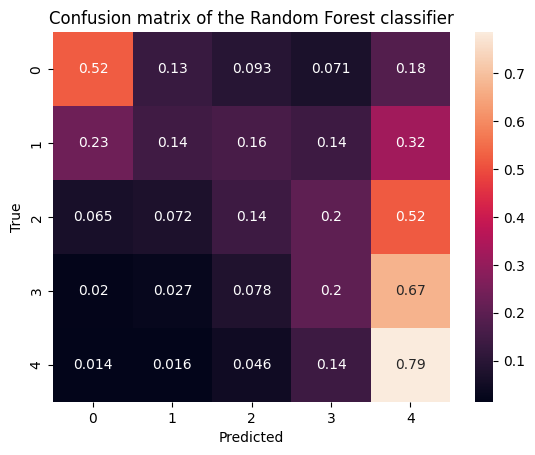 Confusion matrix of the Random Forest classifier
0 0.52 0.13 0.093 0.071 0.18
1 0.23 0.14 0.16 0.14 0.32
2 0.065 0.072 0.14 0.2 0.52
3 0.02 0.027 0.078 0.2 0.67
4 0.014 0.016 0.046 0.14 0.79
True
0 1 2 3 4
Predicted
0.7
0.6
0.5
0.4
0.3
0.2
0.1